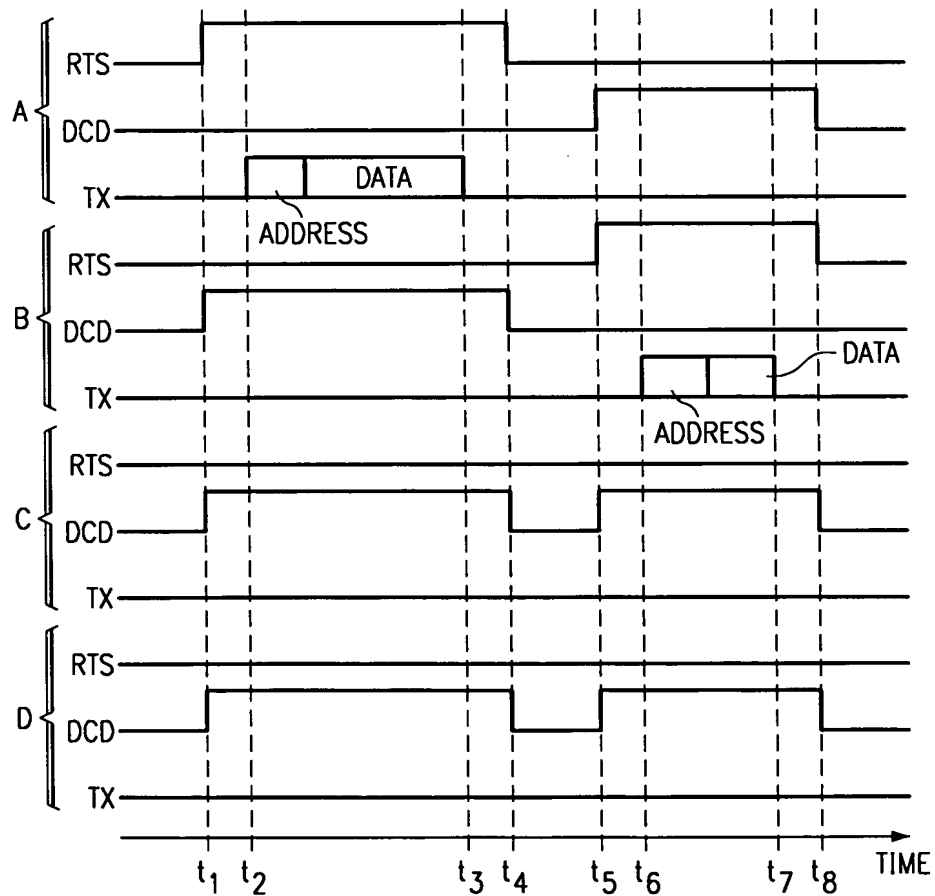 A
RTS
DCD
TX
DATA
ADDRESS
B
RTS
DCD
TX
DATA
ADDRESS
C
RTS
DCD
TX
D
RTS
DCD
TX
TIME
t1 t2 t3 t4 t5 t6 t7 t8